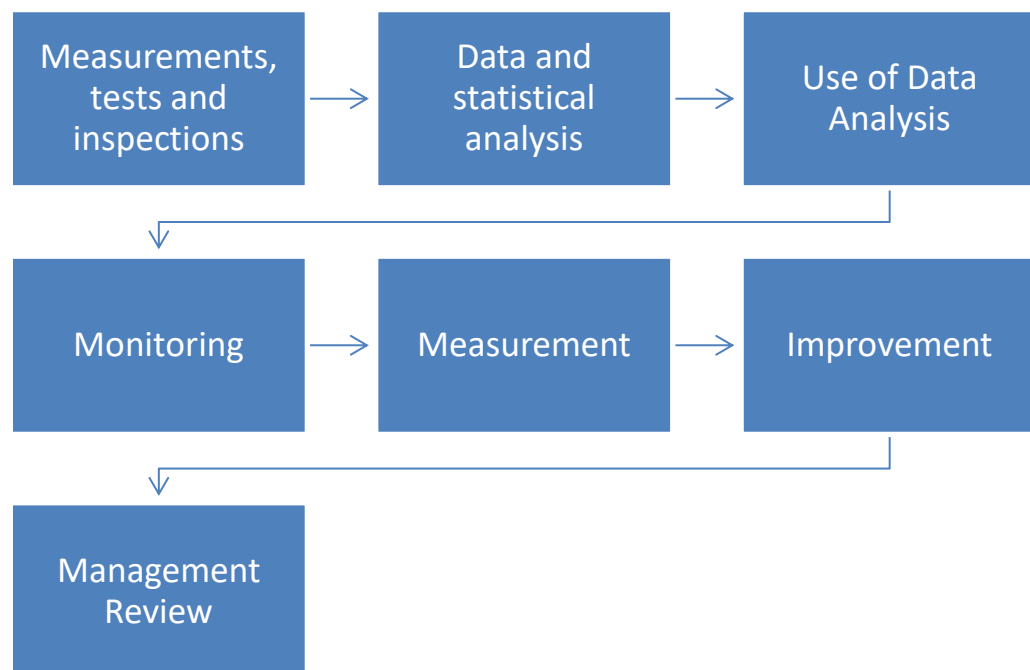 Measurements,
tests and
inspections
Data and
statistical
analysis
Use of Data
Analysis
Monitoring
Measurement
Improvement
Management
Review